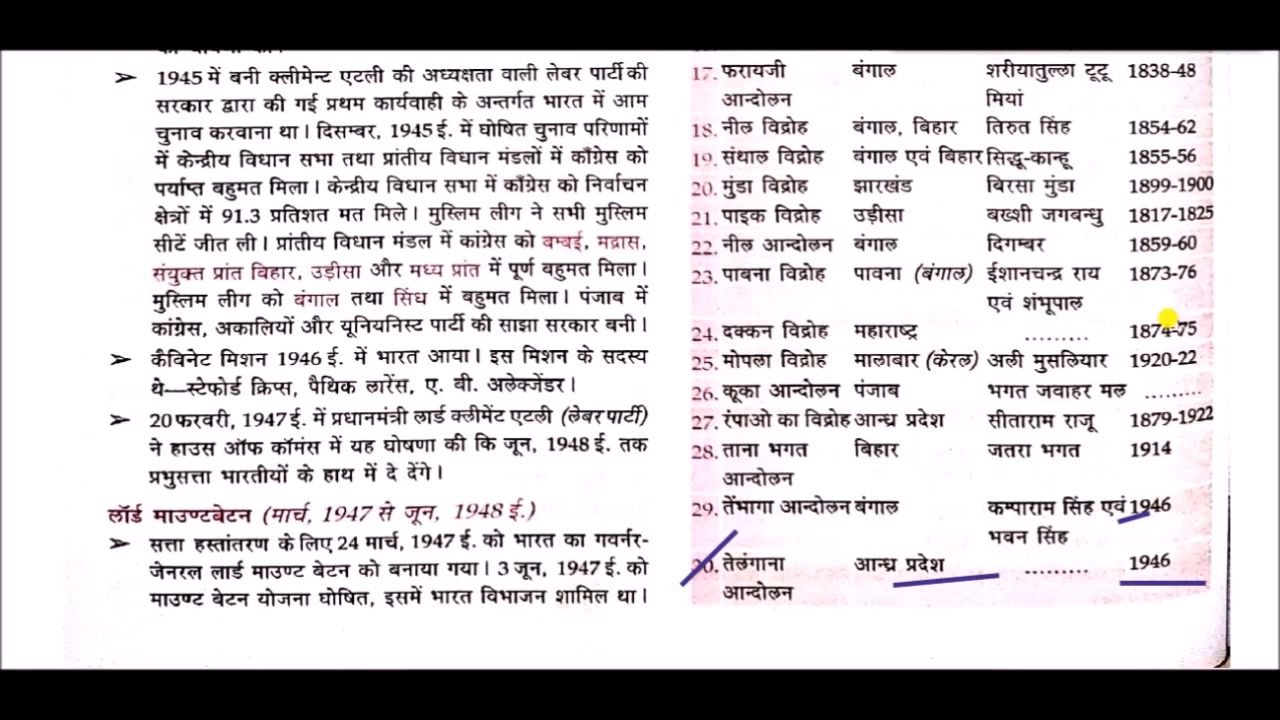 ➤ 1945 में बनी क्लीमेन्ट एटली की अध्यक्षता वाली लेबर पार्टी की
सरकार द्वारा की गई प्रथम कार्यवाही के अन्तर्गत भारत में आम
चुनाव करवाना था। दिसम्बर, 1945 ई. में घोषित चुनाव परिणामों
में केन्द्रीय विधान सभा तथा प्रांतीय विधान मंडलों में काँग्रेस को
पर्याप्त बहुमत मिला। केन्द्रीय विधान सभा में काँग्रेस को निर्वाचन
क्षेत्रों में 91.3 प्रतिशत मत मिले। मुस्लिम लीग ने सभी मुस्लिम
सीटें जीत ली। प्रांतीय विधान मंडल में कांग्रेस को बम्बई, मद्रास,
संयुक्त प्रांत बिहार, उड़ीसा और मध्य प्रांत में पूर्ण बहुमत मिला।
मुस्लिम लीग को बंगाल तथा सिंध में बहुमत मिला। पंजाब में
कांग्रेस, अकालियों और यूनियनिस्ट पार्टी की साझा सरकार बनी।
➤ कैविनेट मिशन 1946 ई. में भारत आया। इस मिशन के सदस्य
थे—स्टेफोर्ड क्रिप्स, पैथिक लारेंस, ए. वी. अलेक्जेंडर।
➤ 20 फरवरी, 1947 ई. में प्रधानमंत्री लार्ड क्लीमेंट एटली (लेबर पार्टी)
ने हाउस ऑफ कॉमंस में यह घोषणा की कि जून, 1948 ई. तक
प्रभुसत्ता भारतीयों के हाथ में दे देंगे।
लॉर्ड माउण्टबेटन (मार्च, 1947 से जून, 1948 ई.)
➤ सत्ता हस्तांतरण के लिए 24 मार्च, 1947 ई. को भारत का गवर्नर-
जेनरल लार्ड माउण्ट बेटन को बनाया गया। 3 जून, 1947 ई. को
माउण्ट बेटन योजना घोषित, इसमें भारत विभाजन शामिल था।
17. फरायजी बंगाल शरीयातुल्ला टूटू 1838-48
आन्दोलन मियां
18. नील विद्रोह बंगाल, बिहार तिरुत सिंह 1854-62
19. संथाल विद्रोह बंगाल एवं बिहार सिद्धू-कान्हू 1855-56
20. मुंडा विद्रोह झारखंड बिरसा मुंडा 1899-1900
21. पाइक विद्रोह उड़ीसा बख्शी जगबन्धु 1817-1825
22. नील आन्दोलन बंगाल दिगम्बर 1859-60
23. पाबना विद्रोह पावना (बंगाल) ईशानचन्द्र राय 1873-76
एवं शंभूपाल
24. दक्कन विद्रोह महाराष्ट्र ......... 1874-75
25. मोपला विद्रोह मालाबार (केरल) अली मुसलियार 1920-22
26. कूका आन्दोलन पंजाब भगत जवाहर मल .........
27. रंपाओ का विद्रोह आन्ध्र प्रदेश सीताराम राजू 1879-1922
28. ताना भगत बिहार जतरा भगत 1914
आन्दोलन
29. तेंभागा आन्दोलन बंगाल कम्पाराम सिंह एवं 1946
भवन सिंह
30. तेलंगाना आन्ध्र प्रदेश ......... 1946
आन्दोलन